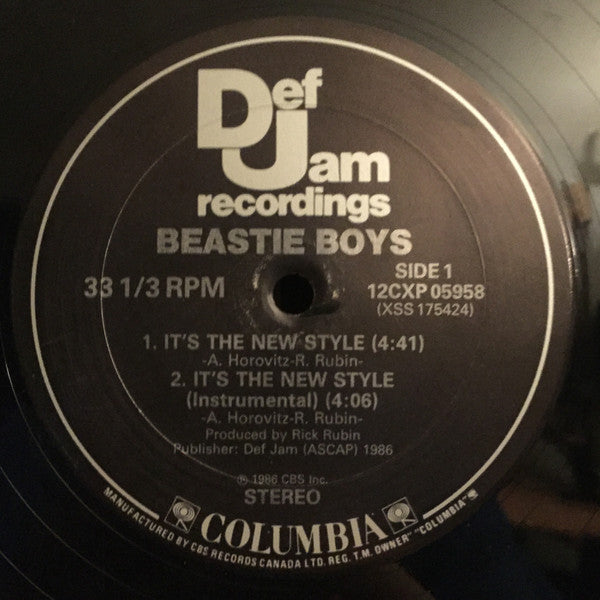 Def
Jam
recordings
BEASTIE BOYS
33 1/3 RPM
SIDE 1
12CXP 05958
(XSS 175424)
1. IT'S THE NEW STYLE (4:41)
-A. Horovitz-R. Rubin-
2. IT'S THE NEW STYLE
(Instrumental) (4:06)
-A. Horovitz-R. Rubin-
Produced by Rick Rubin
Publisher: Def Jam (ASCAP) 1986
℗ 1986 CBS Inc.
STEREO
COLUMBIA
MANUFACTURED BY CBS RECORDS CANADA LTD. REG. T.M. OWNER "COLUMBIA"